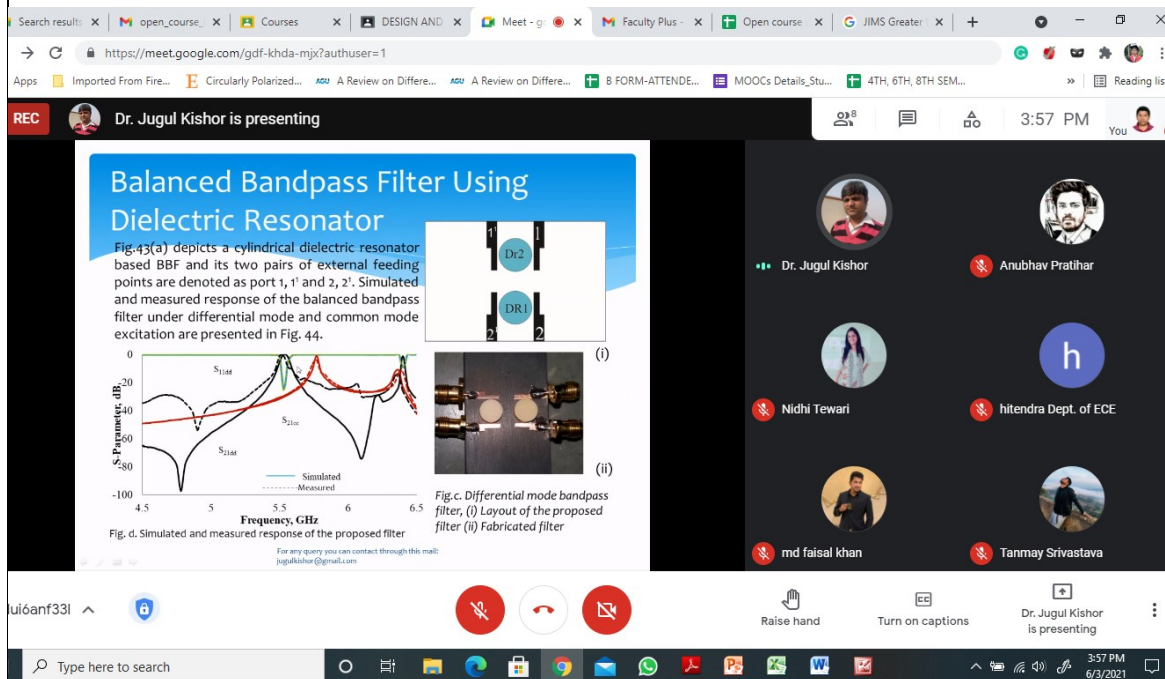 Search results
open_course_
Courses
DESIGN AND
Meet - g
Faculty Plus -
Open course
JIMS Greater
https://meet.google.com/gdf-khda-mjx?authuser=1
Apps
Imported From Fire...
Circularly Polarized...
AGU
A Review on Differe...
AGU
A Review on Differe...
B FORM-ATTENDE...
MOOCs Details_Stu...
4TH, 6TH, 8TH SEM...
»
Reading lis
REC
Dr. Jugul Kishor is presenting
8
3:57 PM
You
Balanced Bandpass Filter Using
Dielectric Resonator
Fig.43(a) depicts a cylindrical dielectric resonator
based BBF and its two pairs of external feeding
points are denoted as port 1, 1' and 2, 2'. Simulated
and measured response of the balanced bandpass
filter under differential mode and common mode
excitation are presented in Fig. 44.
1'
1
Dr2
DR1
2'
2
(i)
(ii)
0
-20
-40
-60
-80
-100
S-Parameter, dB
S11dd
S21cc
S21dd
Simulated
Measured
4.5
5
5.5
6
6.5
Frequency, GHz
Fig. d. Simulated and measured response of the proposed filter
Fig.c. Differential mode bandpass
filter, (i) Layout of the proposed
filter (ii) Fabricated filter
For any query you can contact through this mail:
jugulkishor@gmail.com
Dr. Jugul Kishor
Anubhav Pratihar
Nidhi Tewari
h
hitendra Dept. of ECE
md faisal khan
Tanmay Srivastava
luióanf33l
Raise hand
CC
Turn on captions
Dr. Jugul Kishor
is presenting
Type here to search
3:57 PM
6/3/2021